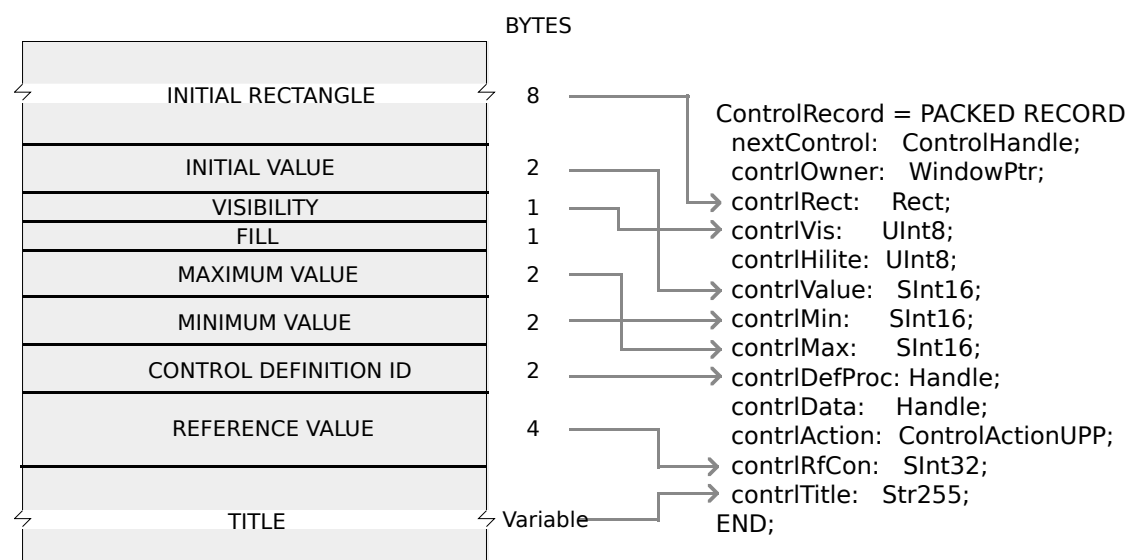 BYTES
INITIAL RECTANGLE 8
INITIAL VALUE 2
VISIBILITY 1
FILL 1
MAXIMUM VALUE 2
MINIMUM VALUE 2
CONTROL DEFINITION ID 2
REFERENCE VALUE 4
TITLE Variable
ControlRecord = PACKED RECORD
nextControl: ControlHandle;
contrlOwner: WindowPtr;
contrlRect: Rect;
contrlVis: UInt8;
contrlHilite: UInt8;
contrlValue: SInt16;
contrlMin: SInt16;
contrlMax: SInt16;
contrlDefProc: Handle;
contrlData: Handle;
contrlAction: ControlActionUPP;
contrlRfCon: SInt32;
contrlTitle: Str255;
END;